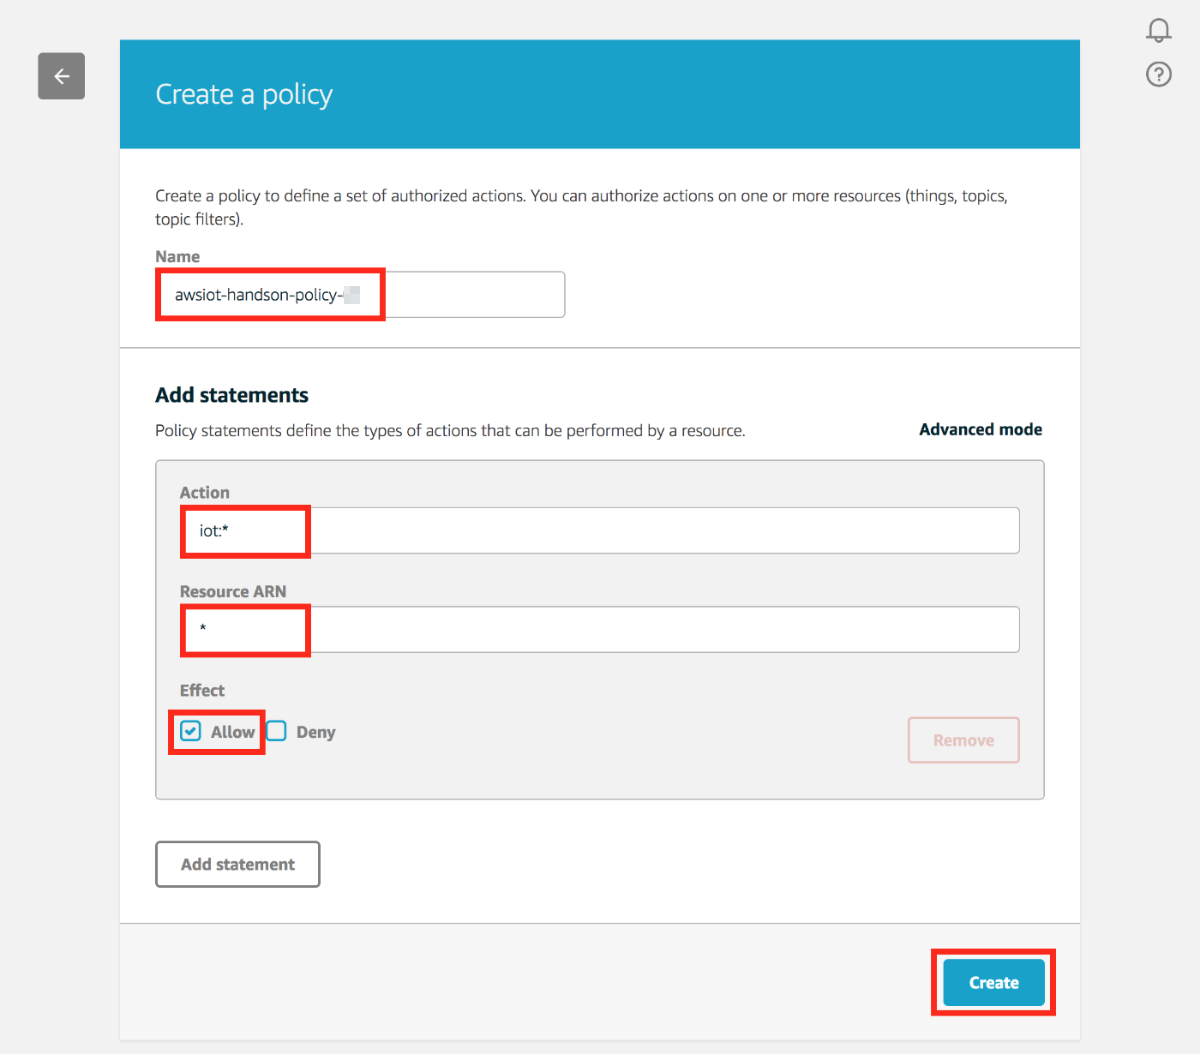 Create a policy
Create a policy to define a set of authorized actions. You can authorize actions on one or more resources (things, topics,
topic filters).
Name
awsiot-handson-policy-
Add statements
Policy statements define the types of actions that can be performed by a resource.
Advanced mode
Action
iot:*
Resource ARN
*
Effect
Allow
Deny
Remove
Add statement
Create